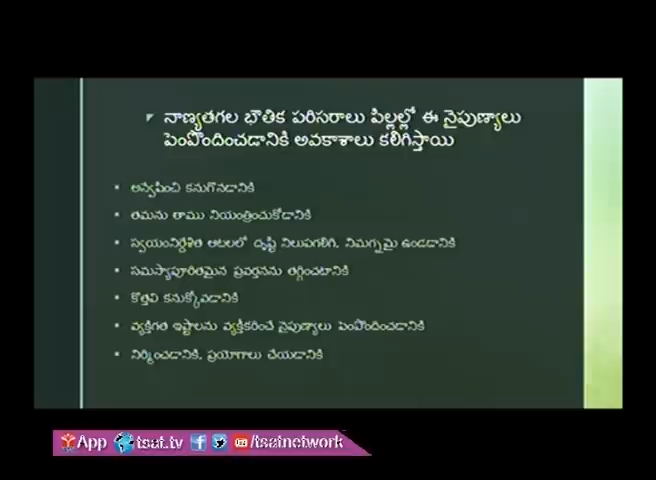 నాణ్యతగల భౌతిక పరిసరాలు పిల్లల్లో ఈ నైపుణ్యాలు
పెంపొందించడానికి అవకాశాలు కలిగిస్తాయి
అన్వేషించి కనుగొనడానికి
తమను తాము నియంత్రించుకోడానికి
స్వయంనిర్దేశిత ఆటలలో దృష్టి నిలుపగలిగి, నిమగ్నమై ఉండడానికి
సమస్యాపూరితమైన ప్రవర్తనను తగ్గించటానికి
కొత్తవి కనుక్కోవడానికి
వ్యక్తిగత ఇష్టాలను వ్యక్తీకరించే నైపుణ్యాలు పెంపొందించడానికి
నిర్మించడానికి, ప్రయోగాలు చేయడానికి
App tsat.tv /tsatnetwork